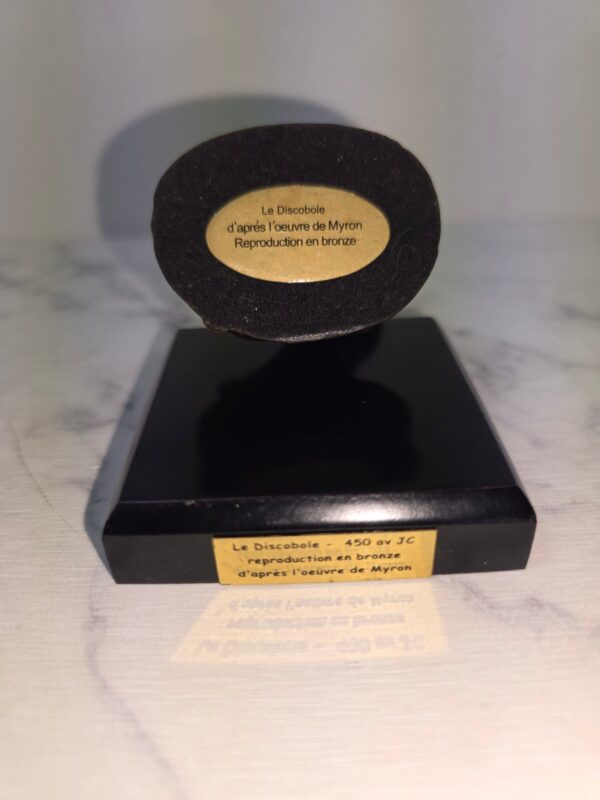 Le Discobole
d'aprés l'oeuvre de Myron
Reproduction en bronze
Le Discobole - 450 av JC
reproduction en bronze
d'après l'oeuvre de Myron